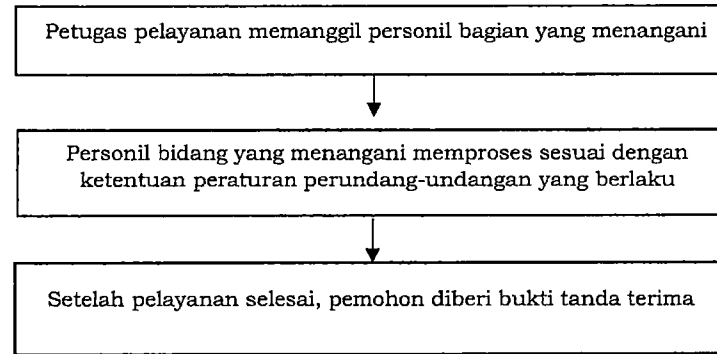 Petugas pelayanan memanggil personil bagian yang menangani
Personil bidang yang menangani memproses sesuai dengan
ketentuan peraturan perundang-undangan yang berlaku
Setelah pelayanan selesai, pemohon diberi bukti tanda terima